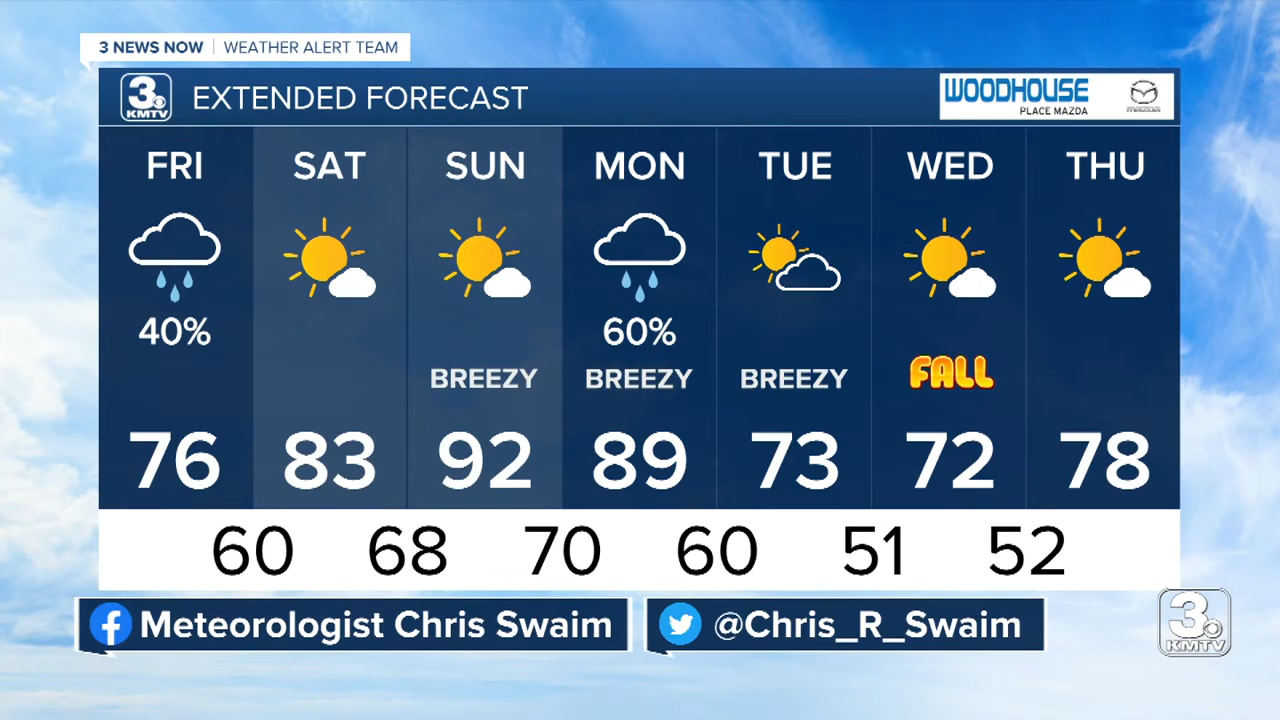 3 NEWS NOW | WEATHER ALERT TEAM
3 KMTV EXTENDED FORECAST
WOODHOUSE
PLACE MAZDA
FRI SAT SUN MON TUE WED THU
40% 60%
BREEZY BREEZY BREEZY FALL
76 83 92 89 73 72 78
60 68 70 60 51 52
Meteorologist Chris Swaim @Chris_R_Swaim
3 KMTV